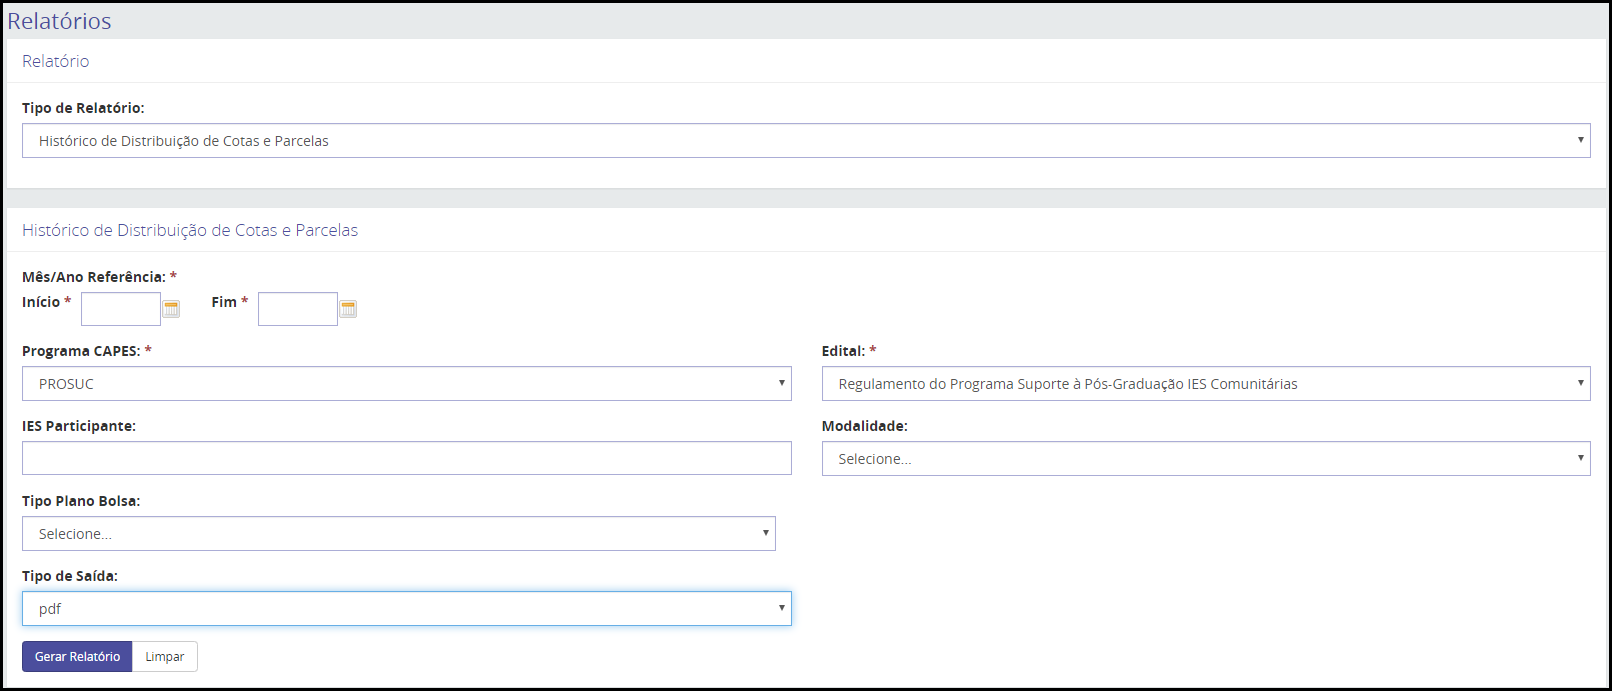 Relatórios
Relatório
Tipo de Relatório:
Histórico de Distribuição de Cotas e Parcelas
Histórico de Distribuição de Cotas e Parcelas
Mês/Ano Referência: *
Início * Fim *
Programa CAPES: * Edital: *
PROSUC Regulamento do Programa Suporte à Pós-Graduação IES Comunitárias
IES Participante: Modalidade:
Selecione...
Tipo Plano Bolsa:
Selecione...
Tipo de Saída:
pdf
Gerar Relatório Limpar